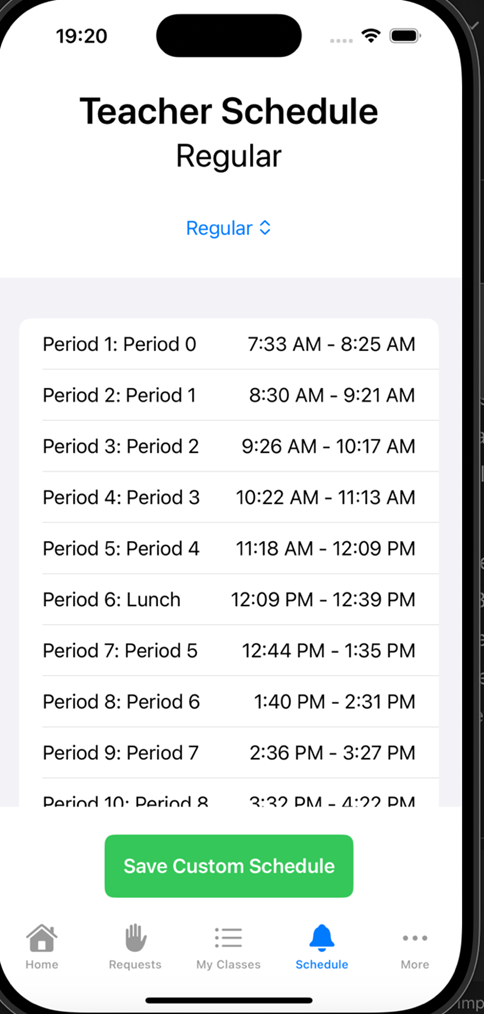 19:20
Teacher Schedule
Regular
Regular
Period 1: Period 0 7:33 AM - 8:25 AM
Period 2: Period 1 8:30 AM - 9:21 AM
Period 3: Period 2 9:26 AM - 10:17 AM
Period 4: Period 3 10:22 AM - 11:13 AM
Period 5: Period 4 11:18 AM - 12:09 PM
Period 6: Lunch 12:09 PM - 12:39 PM
Period 7: Period 5 12:44 PM - 1:35 PM
Period 8: Period 6 1:40 PM - 2:31 PM
Period 9: Period 7 2:36 PM - 3:27 PM
Period 10: Period 8 3:32 PM - 4:22 PM
Save Custom Schedule
Home Requests My Classes Schedule More